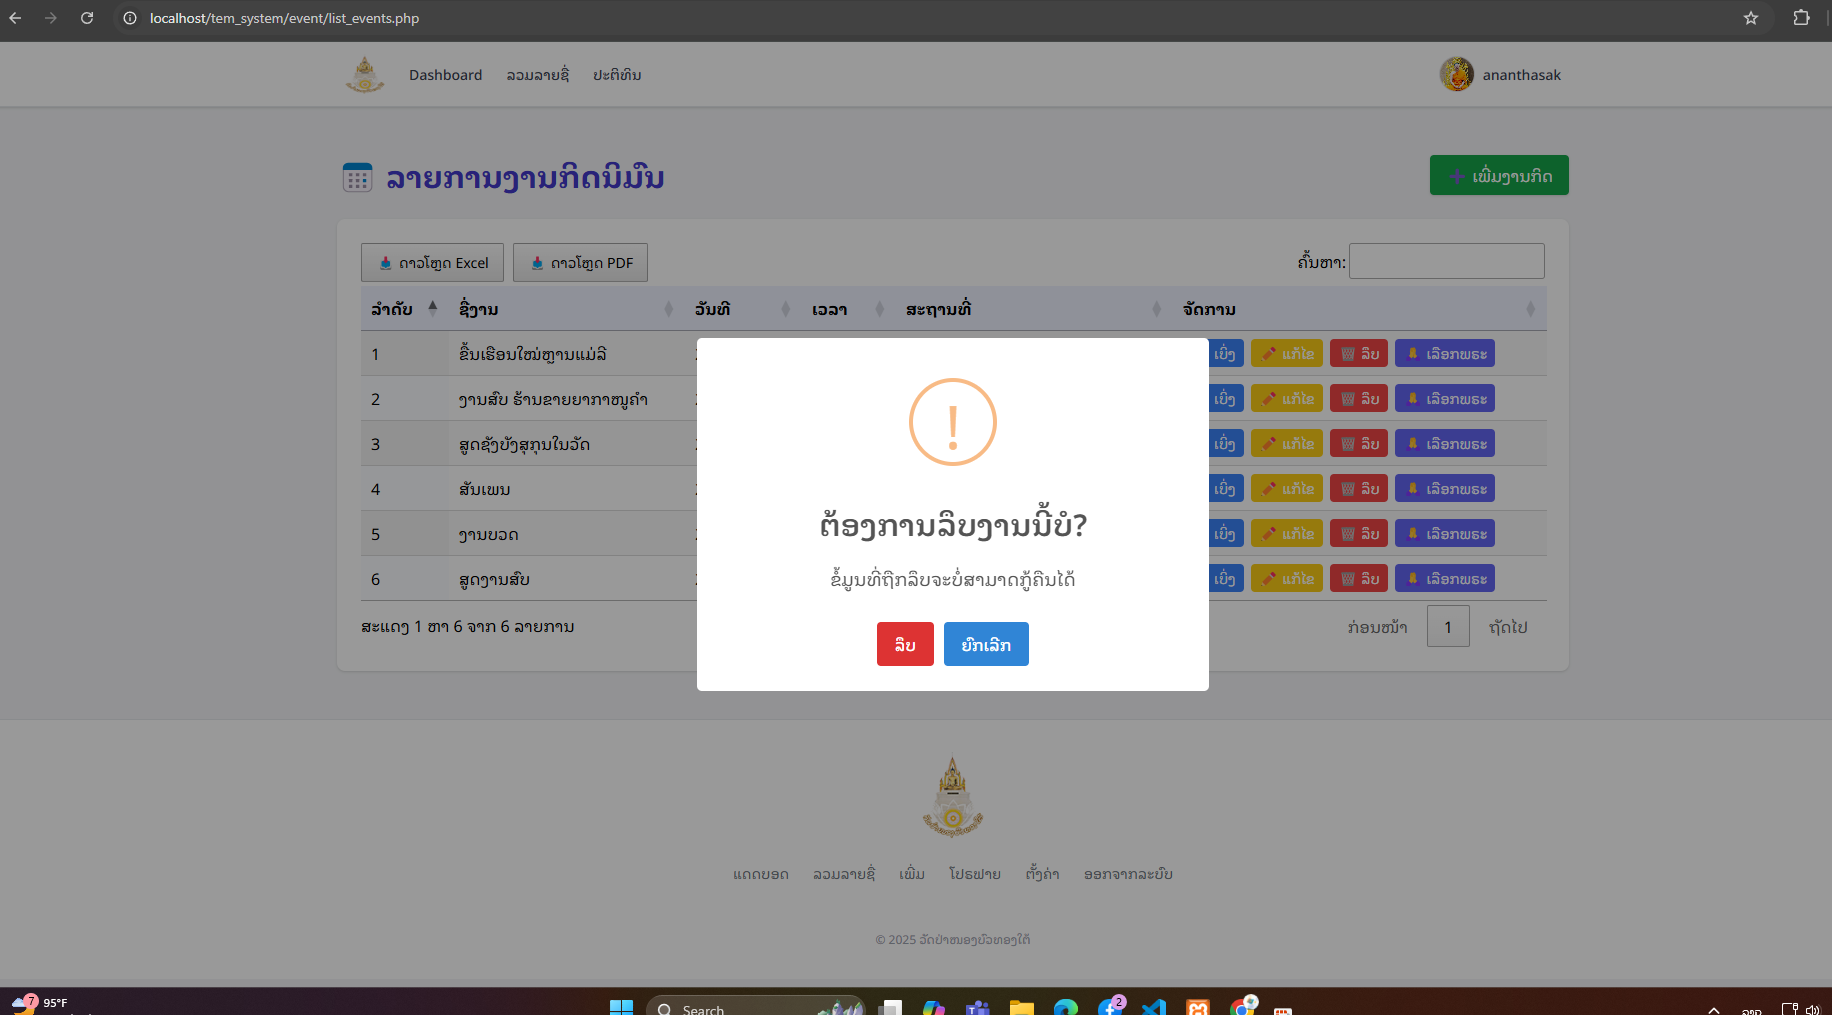 localhost/tem_system/event/list_events.php
Dashboard ລວມລາຍຊື່ ປະຕິທິນ ananthasak
ລາຍການງານກິດນິມົນ
ເພີ່ມງານກິດ
ດາວໂຫຼດ Excel ດາວໂຫຼດ PDF ຄົ້ນຫາ:
ລຳດັບ ຊື່ງານ ວັນທີ ເວລາ ສະຖານທີ່ ຈັດການ
1 ຂຶ້ນເຮືອນໃໝ່ຫຼານແມ່ລີ ເບິ່ງ ແກ້ໄຂ ລຶບ ເລືອກພຣະ
2 ງານສົບ ຮ້ານຂາຍຍາກາໝູຄຳ ເບິ່ງ ແກ້ໄຂ ລຶບ ເລືອກພຣະ
3 ສູດຊັງບັງສຸກຸນໃນວັດ ເບິ່ງ ແກ້ໄຂ ລຶບ ເລືອກພຣະ
4 ສັນເພນ ເບິ່ງ ແກ້ໄຂ ລຶບ ເລືອກພຣະ
5 ງານບວດ ເບິ່ງ ແກ້ໄຂ ລຶບ ເລືອກພຣະ
6 ສູດງານສົບ ເບິ່ງ ແກ້ໄຂ ລຶບ ເລືອກພຣະ
ຕ້ອງການລຶບງານນີ້ບໍ?
ຂໍ້ມູນທີ່ຖືກລຶບຈະບໍ່ສາມາດກູ້ຄືນໄດ້
ລຶບ ຍົກເລີກ
ສະແດງ 1 ຫາ 6 ຈາກ 6 ລາຍການ ກ່ອນໜ້າ 1 ຖັດໄປ
ແດດບອດ ລວມລາຍຊື່ ເພີ່ມ ໂປຣຟາຍ ຕັ້ງຄ່າ ອອກຈາກລະບົບ
© 2025 ວັດປ່າໜອງບົວທອງໃຕ້
7 95°F Search 2 ລາວ